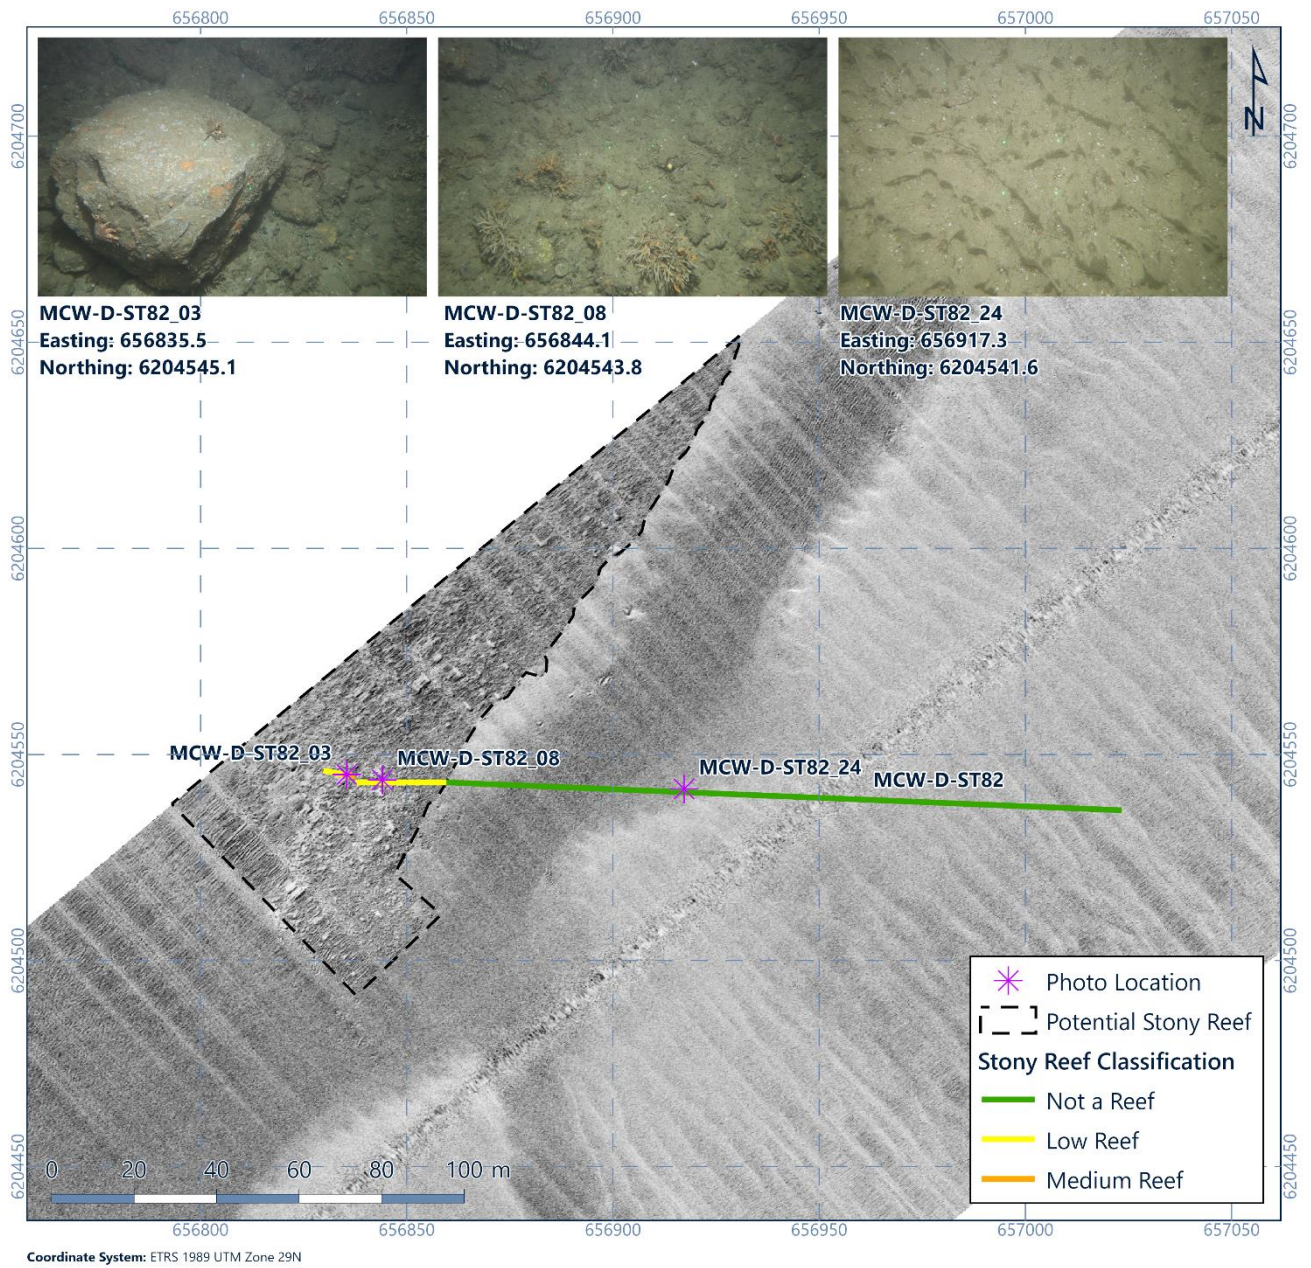 656800 656850 656900 656950 657000 657050
6204700 6204700
N
MCW-D-ST82_03
Easting: 656835.5
Northing: 6204545.1
MCW-D-ST82_08
Easting: 656844.1
Northing: 6204543.8
MCW-D-ST82_24
Easting: 656917.3
Northing: 6204541.6
6204650 6204650
6204600 6204600
6204550 6204550
MCW-D-ST82_03
MCW-D-ST82_08
MCW-D-ST82_24
MCW-D-ST82
6204500 6204500
Photo Location
Potential Stony Reef
Stony Reef Classification
Not a Reef
Low Reef
Medium Reef
6204450 6204450
0 20 40 60 80 100 m
656800 656850 656900 656950 657000 657050
Coordinate System: ETRS 1989 UTM Zone 29N